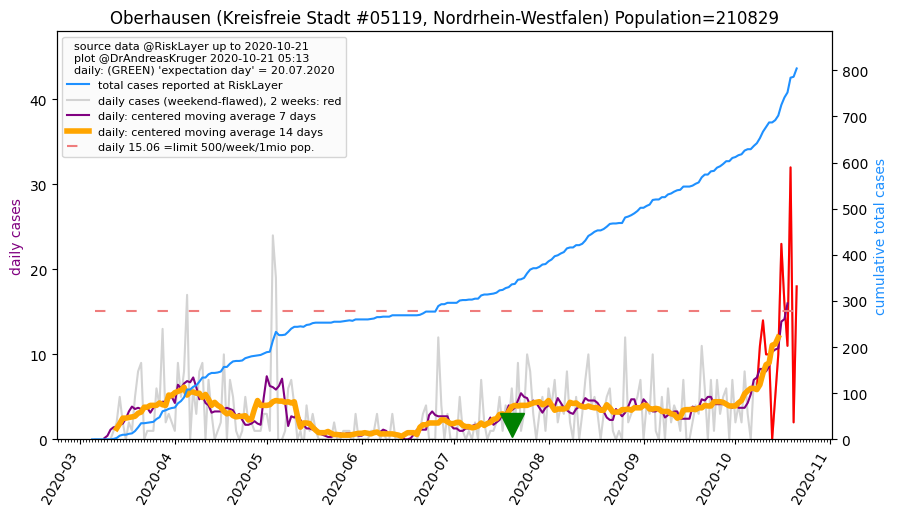 Oberhausen (Kreisfreie Stadt #05119, Nordrhein-Westfalen) Population=210829
source data @RiskLayer up to 2020-10-21
plot @DrAndreasKruger 2020-10-21 05:13
daily: (GREEN) 'expectation day' = 20.07.2020
total cases reported at RiskLayer
daily cases (weekend-flawed), 2 weeks: red
daily: centered moving average 7 days
daily: centered moving average 14 days
daily 15.06 =limit 500/week/1mio pop.
daily cases
40
30
20
10
0
cumulative total cases
800
700
600
500
400
300
200
100
0
2020-03
2020-04
2020-05
2020-06
2020-07
2020-08
2020-09
2020-10
2020-11